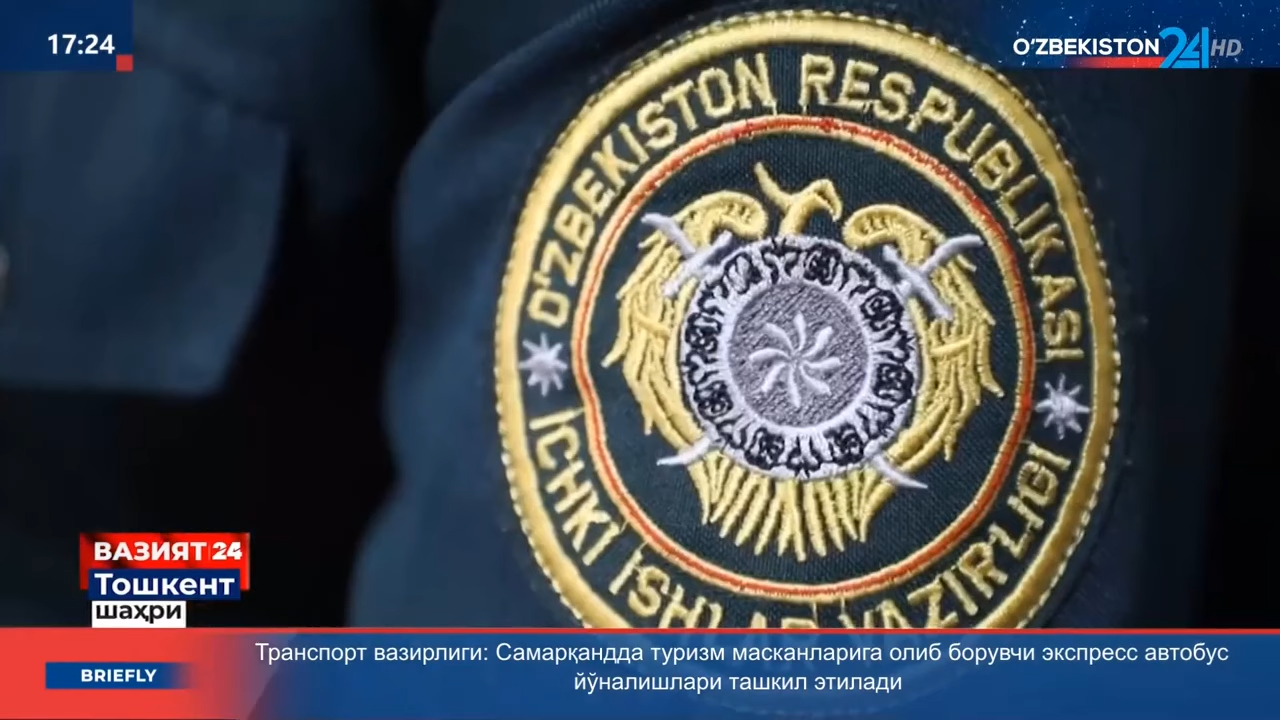 17:24
O‘ZBEKISTON 24 HD
O‘ZBEKISTON RESPUBLIKASI
ICHKI ISHLAR VAZIRLIGI
ВАЗИЯТ 24
Тошкент
шаҳри
BRIEFLY
Транспорт вазирлиги: Самарқандда туризм масканларига олиб борувчи экспресс автобус
йўналишлари ташкил этилади